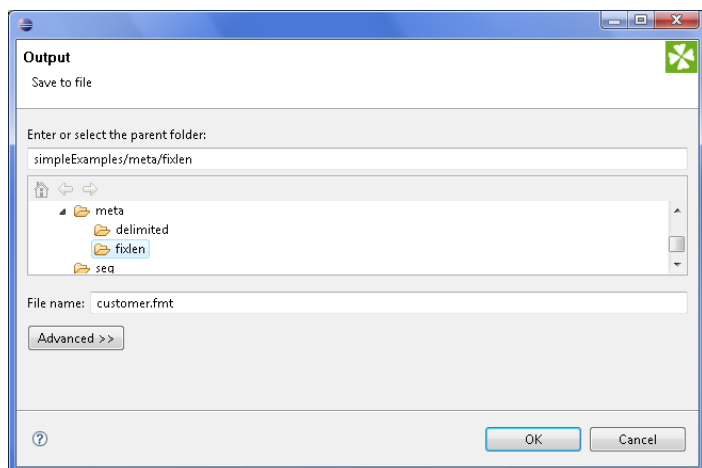 Output
Save to file
Enter or select the parent folder:
simpleExamples/meta/fixlen
meta
delimited
fixlen
seq
File name: customer.fmt
Advanced >>
OK Cancel